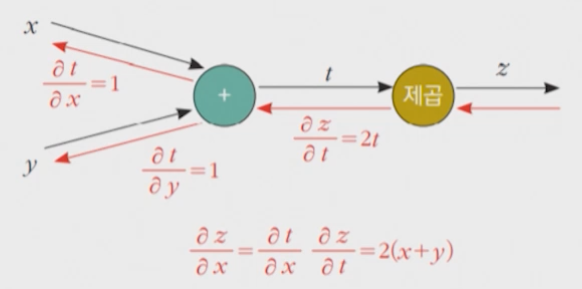 x
∂t/∂x=1
+
t
제곱
z
y
∂t/∂y=1
∂z/∂t=2t
∂z/∂x=∂t/∂x ∂z/∂t=2(x+y)